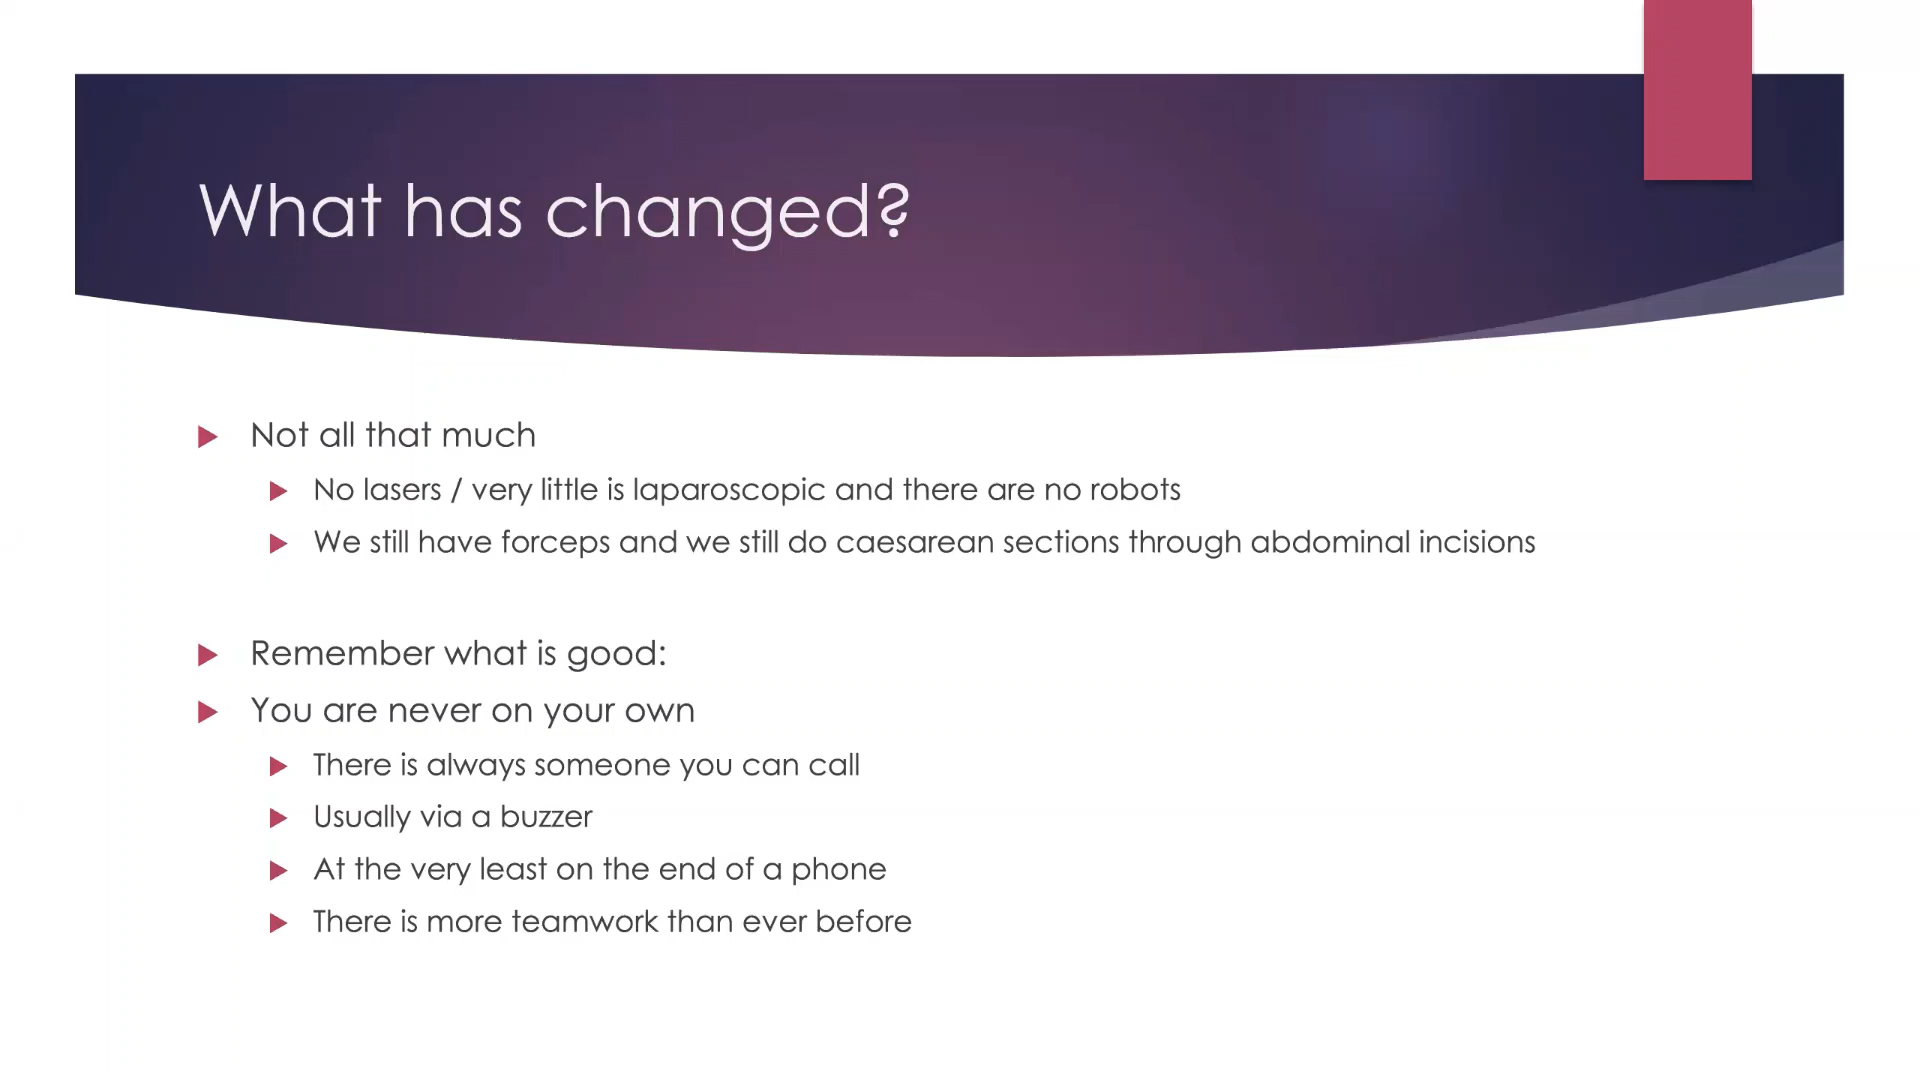 What has changed?
Not all that much
No lasers / very little is laparoscopic and there are no robots
We still have forceps and we still do caesarean sections through abdominal incisions
Remember what is good:
You are never on your own
There is always someone you can call
Usually via a buzzer
At the very least on the end of a phone
There is more teamwork than ever before